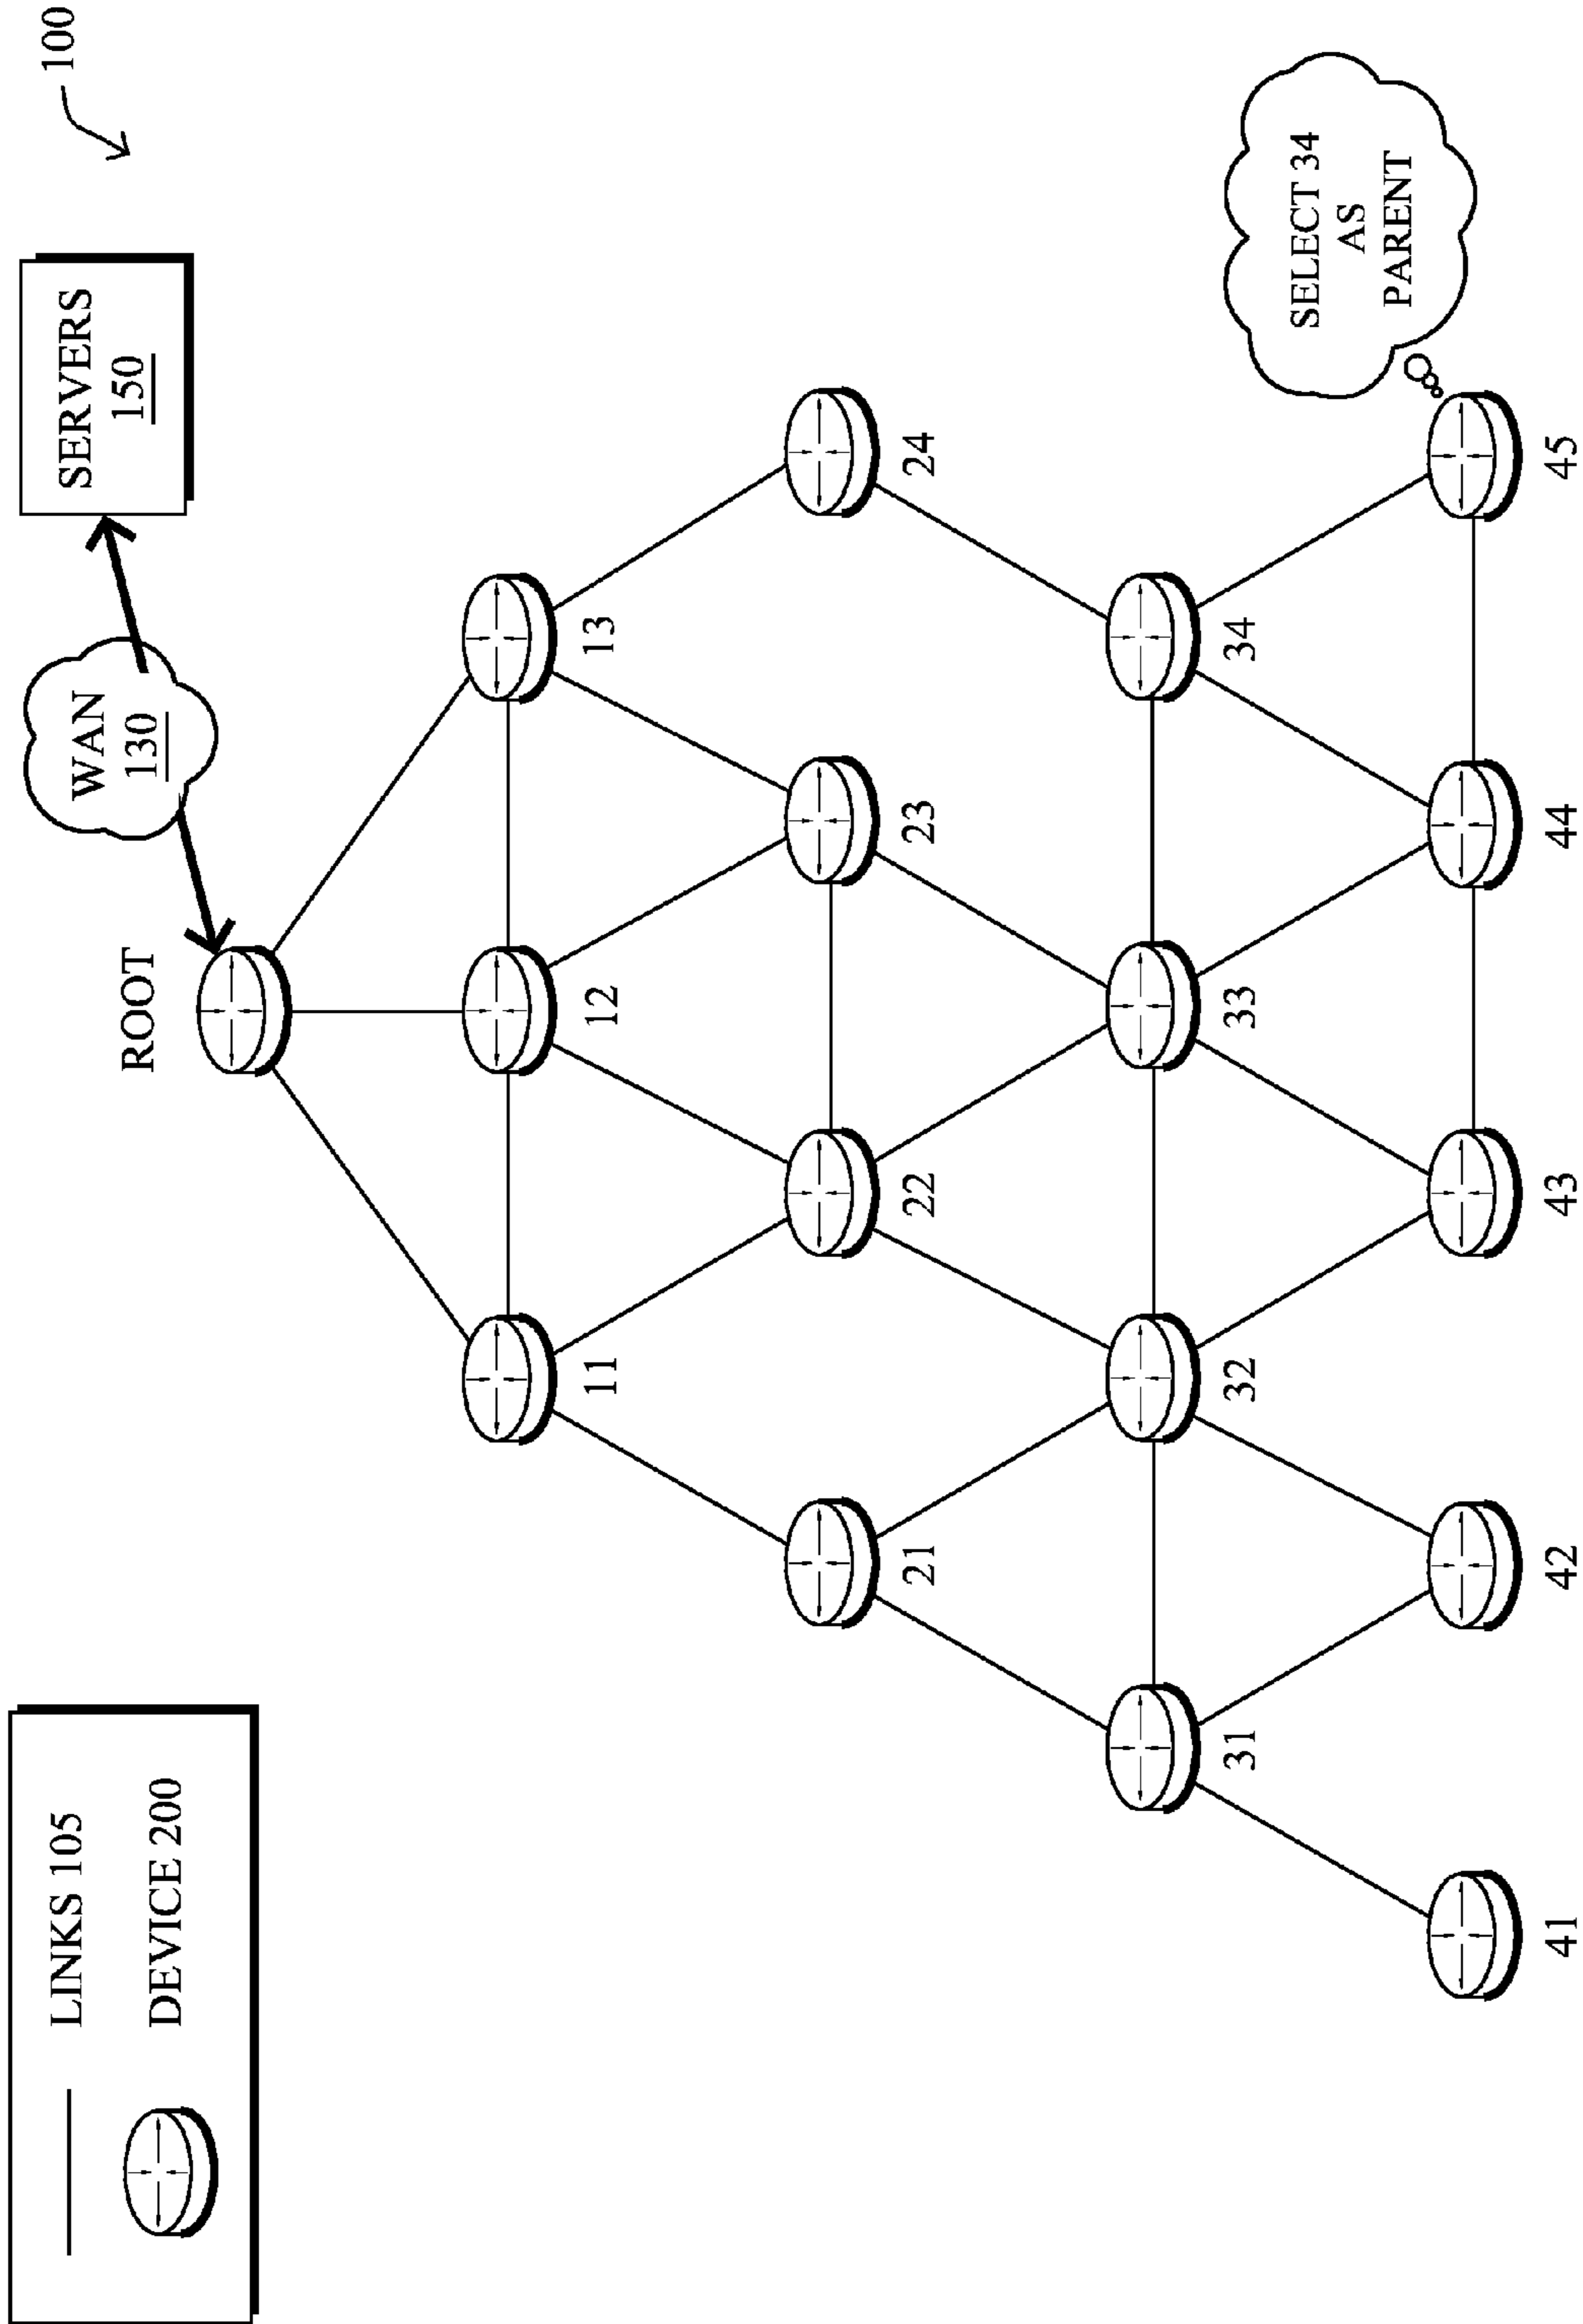 100
LINKS 105
DEVICE 200
WAN
130
SERVERS
150
ROOT
11
12
13
21
22
23
24
31
32
33
34
SELECT 34
AS
PARENT
41
42
43
44
45